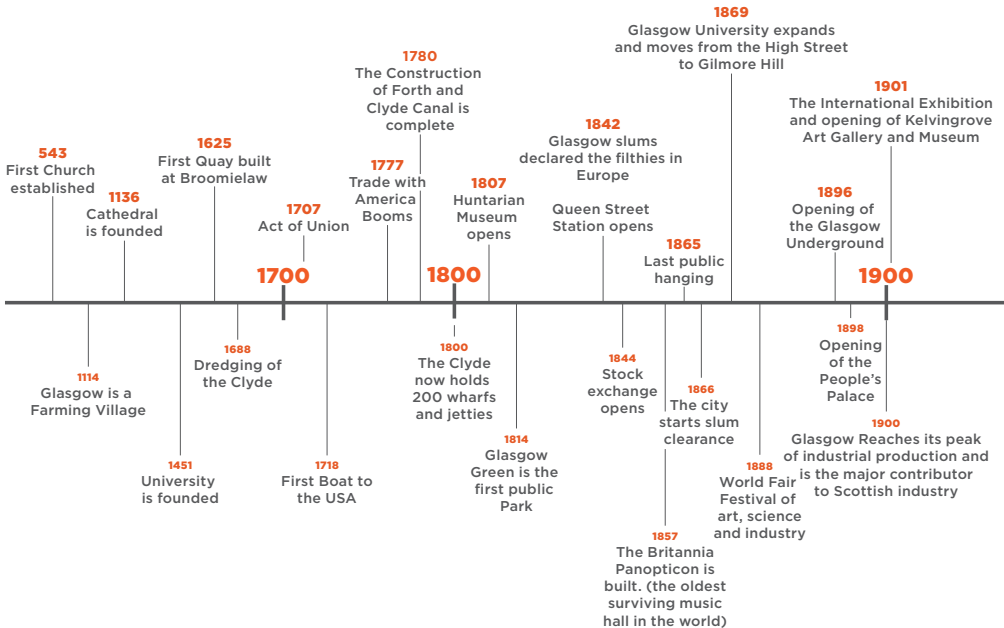 543
First Church
established
1136
Cathedral
is founded
1625
First Quay built
at Broomielaw
1707
Act of Union
1700
1777
Trade with
America
Booms
1780
The Construction
of Forth and
Clyde Canal is
complete
1800
1807
Huntarian
Museum
opens
1842
Glasgow slums
declared the filthies in
Europe
Queen Street
Station opens
1865
Last public
hanging
1869
Glasgow University expands
and moves from the High Street
to Gilmore Hill
1896
Opening of
the Glasgow
Underground
1901
The International Exhibition
and opening of Kelvingrove
Art Gallery and Museum
1900
1114
Glasgow is a
Farming Village
1451
University
is founded
1688
Dredging of
the Clyde
1718
First Boat to
the USA
1800
The Clyde
now holds
200 wharfs
and jetties
1814
Glasgow
Green is the
first public
Park
1844
Stock
exchange
opens
1857
The Britannia
Panopticon is
built. (the oldest
surviving music
hall in the world)
1866
The city
starts slum
clearance
1888
World Fair
Festival of
art, science
and industry
1898
Opening
of the
People's
Palace
1900
Glasgow Reaches its peak
of industrial production and
is the major contributor
to Scottish industry